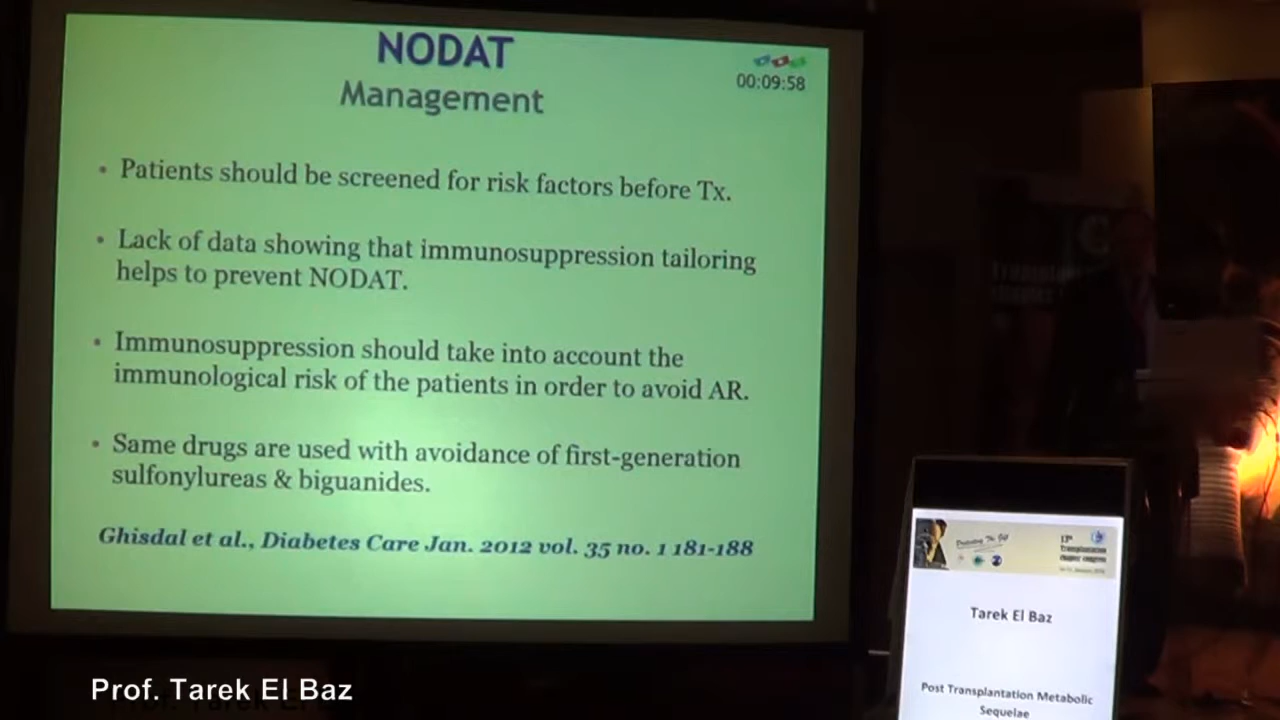 NODAT
Management
00:09:58
• Patients should be screened for risk factors before Tx.
• Lack of data showing that immunosuppression tailoring
helps to prevent NODAT.
• Immunosuppression should take into account the
immunological risk of the patients in order to avoid AR.
• Same drugs are used with avoidance of first-generation
sulfonylureas & biguanides.
Ghisdal et al., Diabetes Care Jan. 2012 vol. 35 no. 1 181-188
13th
Transplantation
chapter congress
Tarek El Baz
Post Transplantation Metabolic
Sequelae
Prof. Tarek El Baz